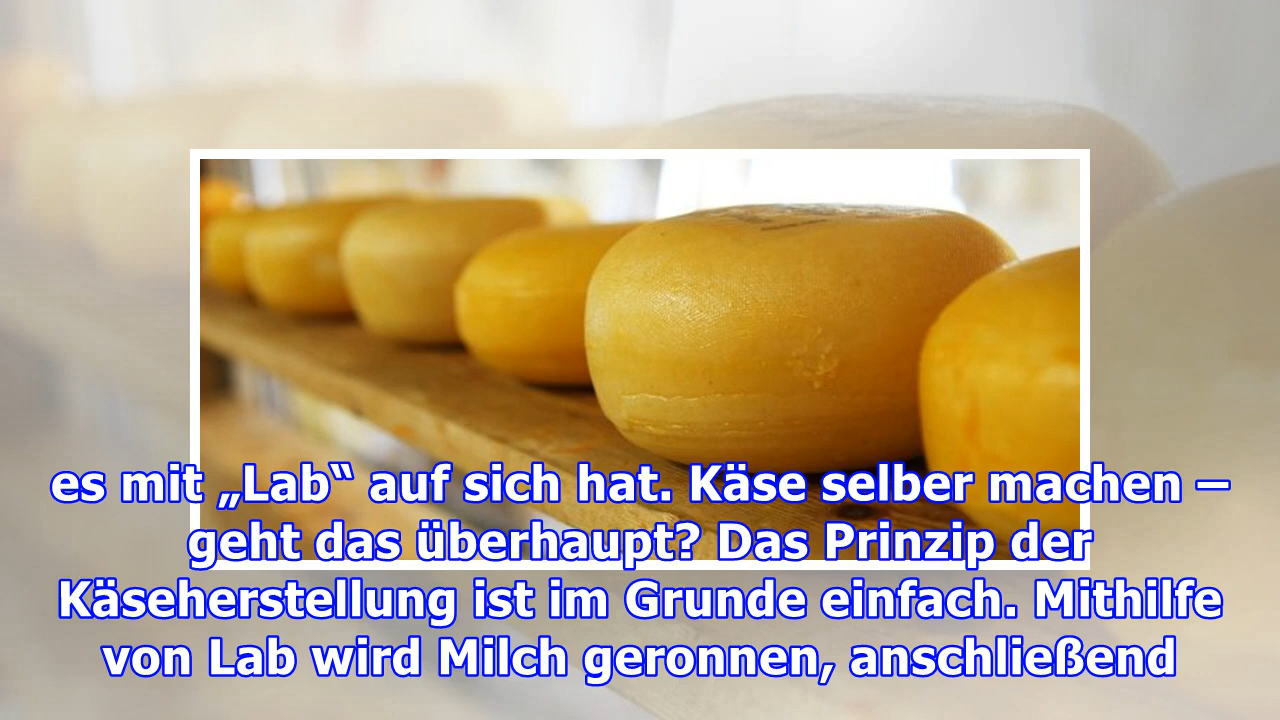 es mit „Lab“ auf sich hat. Käse selber machen –
geht das überhaupt? Das Prinzip der
Käseherstellung ist im Grunde einfach. Mithilfe
von Lab wird Milch geronnen, anschließend